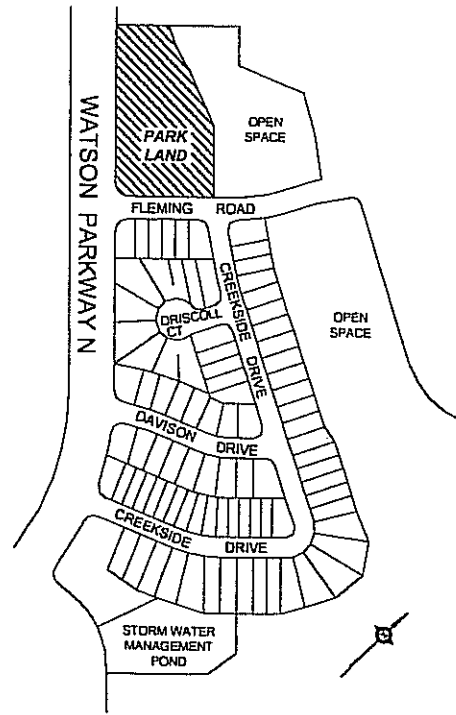 WATSON PARKWAY N
PARK
LAND
OPEN
SPACE
FLEMING ROAD
CREEKSIDE DRIVE
DRISCOLL
CT
OPEN
SPACE
DAVISON DRIVE
CREEKSIDE DRIVE
STORM WATER
MANAGEMENT
POND